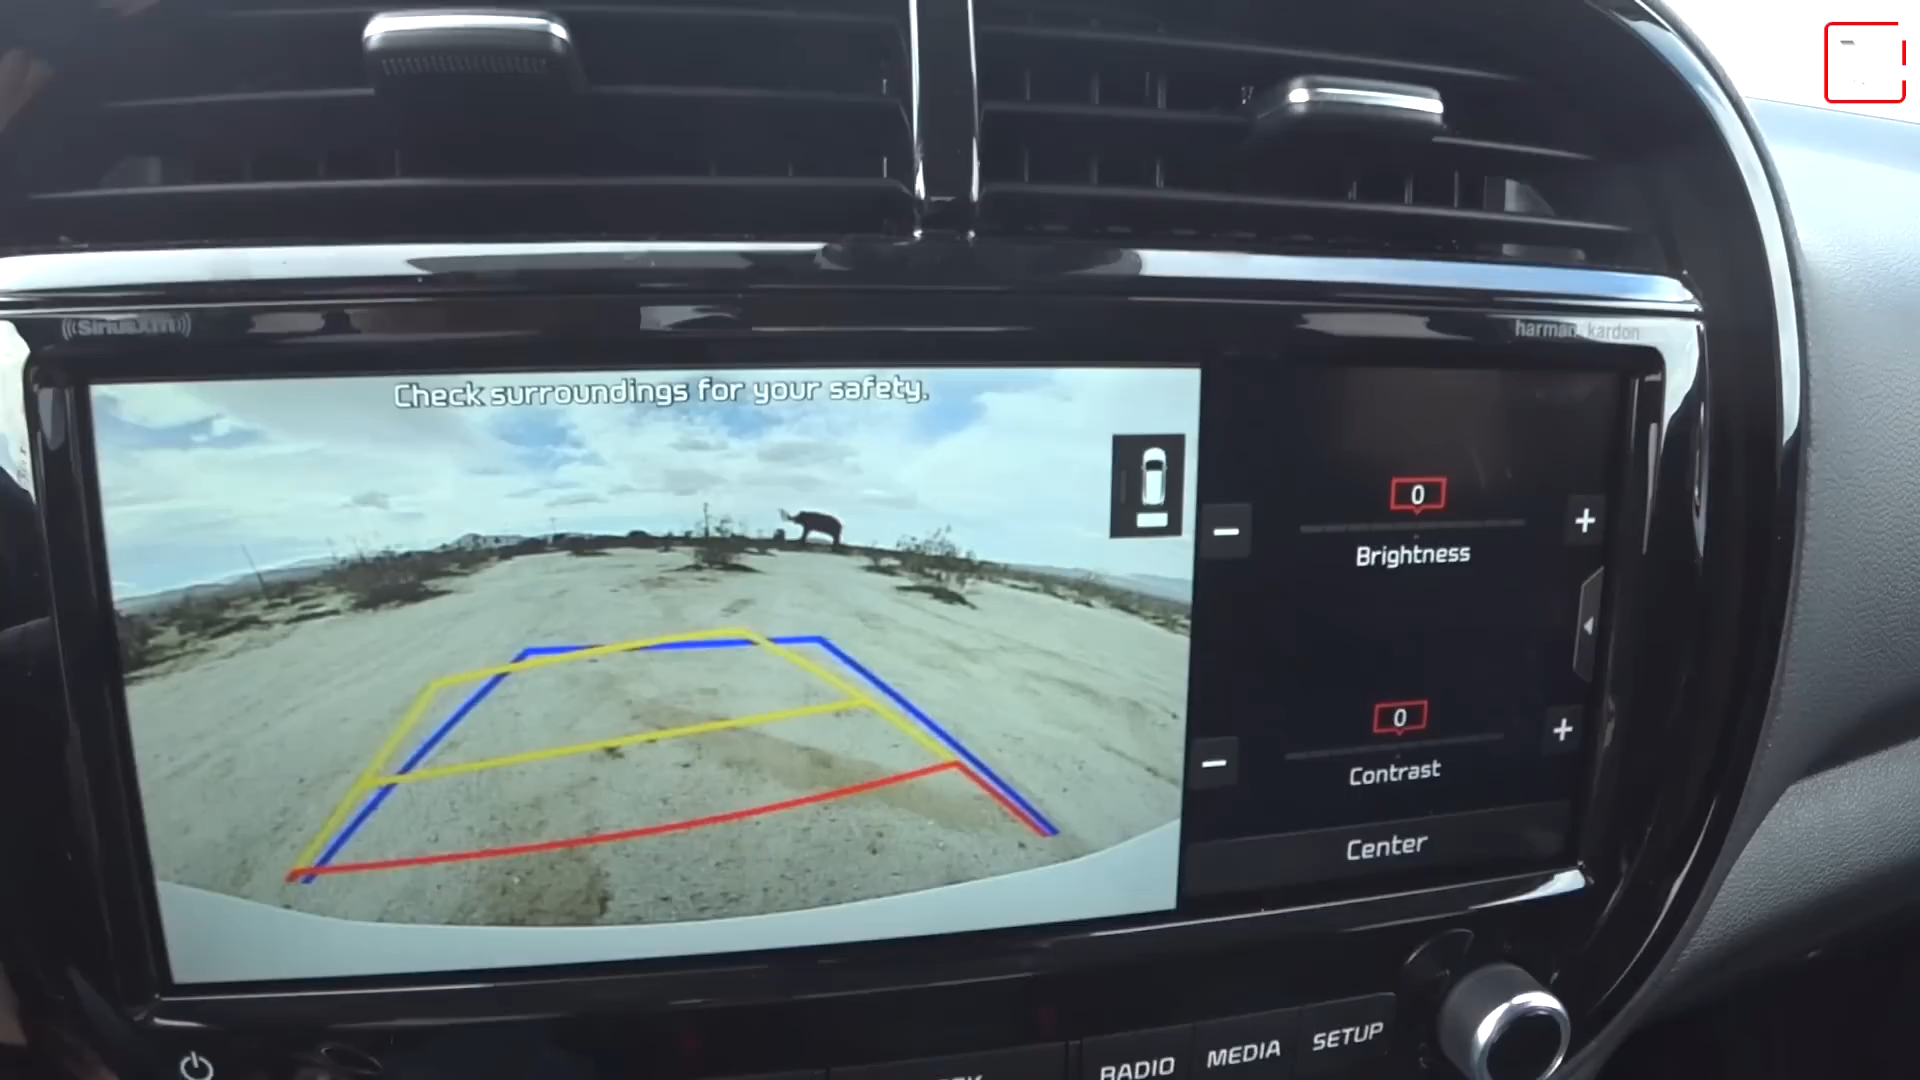 ((SiriusXM))
harman kardon
Check surroundings for your safety.
0
Brightness
0
Contrast
Center
RADIO
MEDIA
SETUP